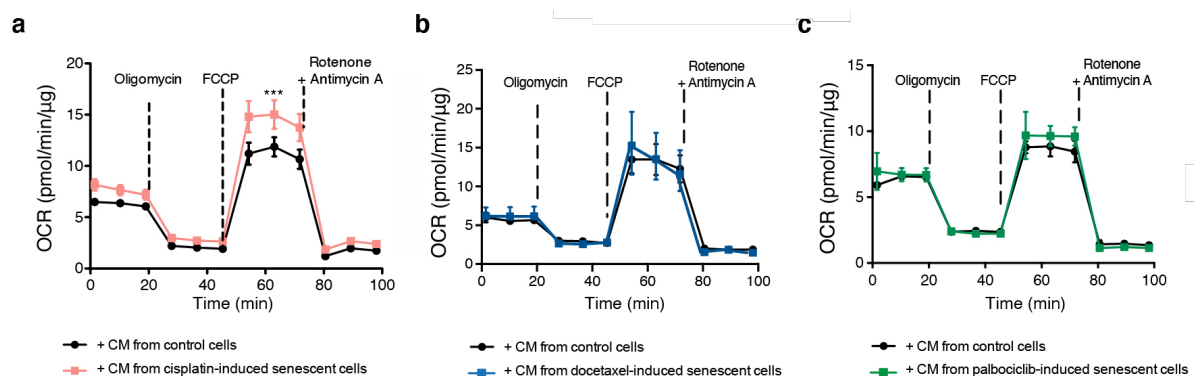 a
20
15
10
5
0
OCR (pmol/min/µg)
Oligomycin
FCCP
Rotenone
+ Antimycin A
***
0 20 40 60 80 100
Time (min)
+ CM from control cells
+ CM from cisplatin-induced senescent cells
b
25
20
15
10
5
0
OCR (pmol/min/µg)
Oligomycin
FCCP
Rotenone
+ Antimycin A
0 20 40 60 80 100
Time (min)
+ CM from control cells
+ CM from docetaxel-induced senescent cells
c
15
10
5
0
OCR (pmol/min/µg)
Oligomycin
FCCP
Rotenone
+ Antimycin A
0 20 40 60 80 100
Time (min)
+ CM from control cells
+ CM from palbociclib-induced senescent cells